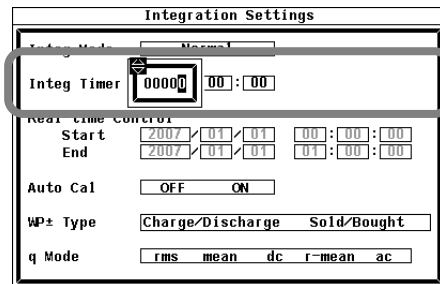 Integration Settings
Integ Mode Normal
Integ Timer 00000 00 : 00
Real time Control
Start 2007 / 01 / 01 00 : 00 : 00
End 2007 / 01 / 01 01 : 00 : 00
Auto Cal OFF ON
WP± Type Charge/Discharge Sold/Bought
q Mode rms mean dc r-mean ac